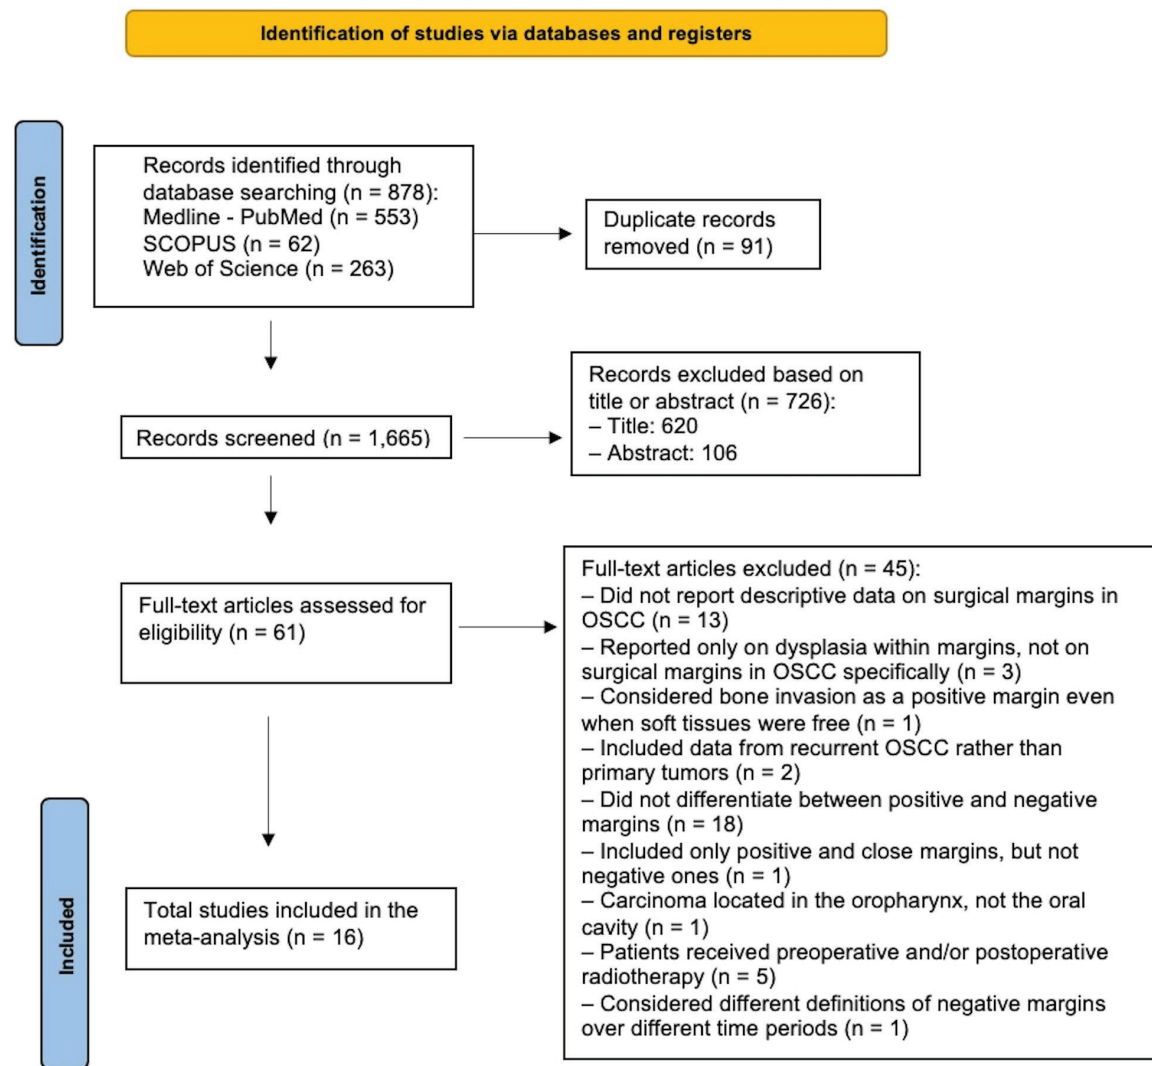 Identification of studies via databases and registers
Identification
Records identified through
database searching (n = 878):
Medline - PubMed (n = 553)
SCOPUS (n = 62)
Web of Science (n = 263)
Duplicate records
removed (n = 91)
Records screened (n = 1,665)
Records excluded based on
title or abstract (n = 726):
– Title: 620
– Abstract: 106
Full-text articles assessed for
eligibility (n = 61)
Full-text articles excluded (n = 45):
– Did not report descriptive data on surgical margins in
OSCC (n = 13)
– Reported only on dysplasia within margins, not on
surgical margins in OSCC specifically (n = 3)
– Considered bone invasion as a positive margin even
when soft tissues were free (n = 1)
– Included data from recurrent OSCC rather than
primary tumors (n = 2)
– Did not differentiate between positive and negative
margins (n = 18)
– Included only positive and close margins, but not
negative ones (n = 1)
– Carcinoma located in the oropharynx, not the oral
cavity (n = 1)
– Patients received preoperative and/or postoperative
radiotherapy (n = 5)
– Considered different definitions of negative margins
over different time periods (n = 1)
Included
Total studies included in the
meta-analysis (n = 16)